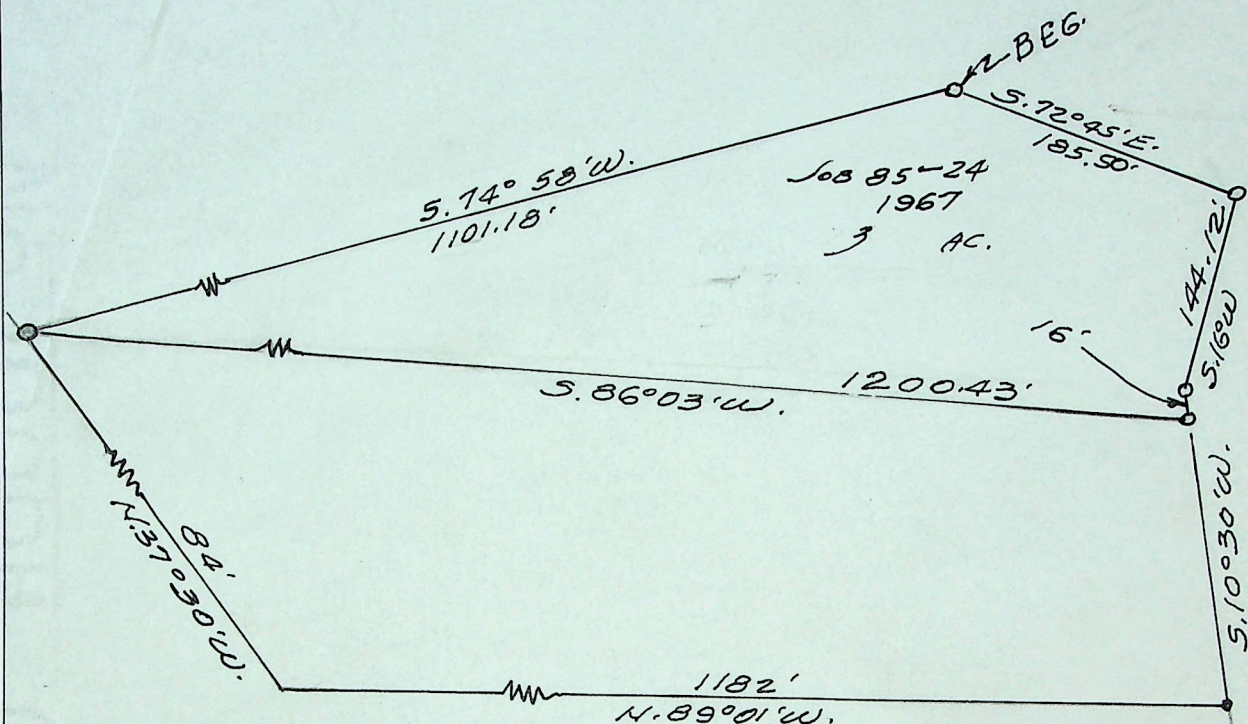 BEG.
S.72°45'E.
185.50'
S.74°58'W.
1101.18'
JOB 85-24
1967
3 AC.
144.12'
S.16°W
16'
1200.43'
S.86°03'W.
84'
N.37°30'W.
S.10°30'W.
1182'
N.89°01'W.